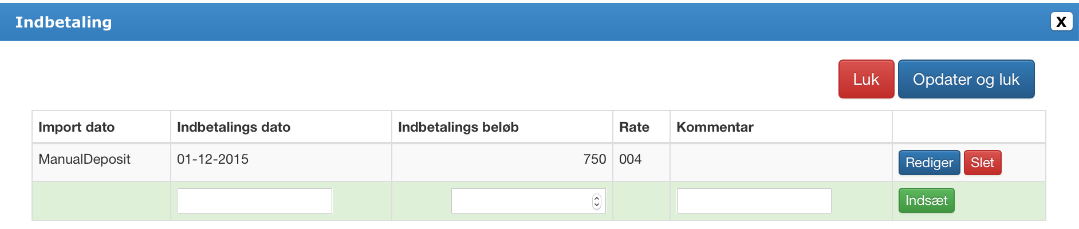 Indbetaling
X
Luk Opdater og luk
Import dato Indbetalings dato Indbetalings beløb Rate Kommentar
ManualDeposit 01-12-2015 750 004 Rediger Slet
Indsæt